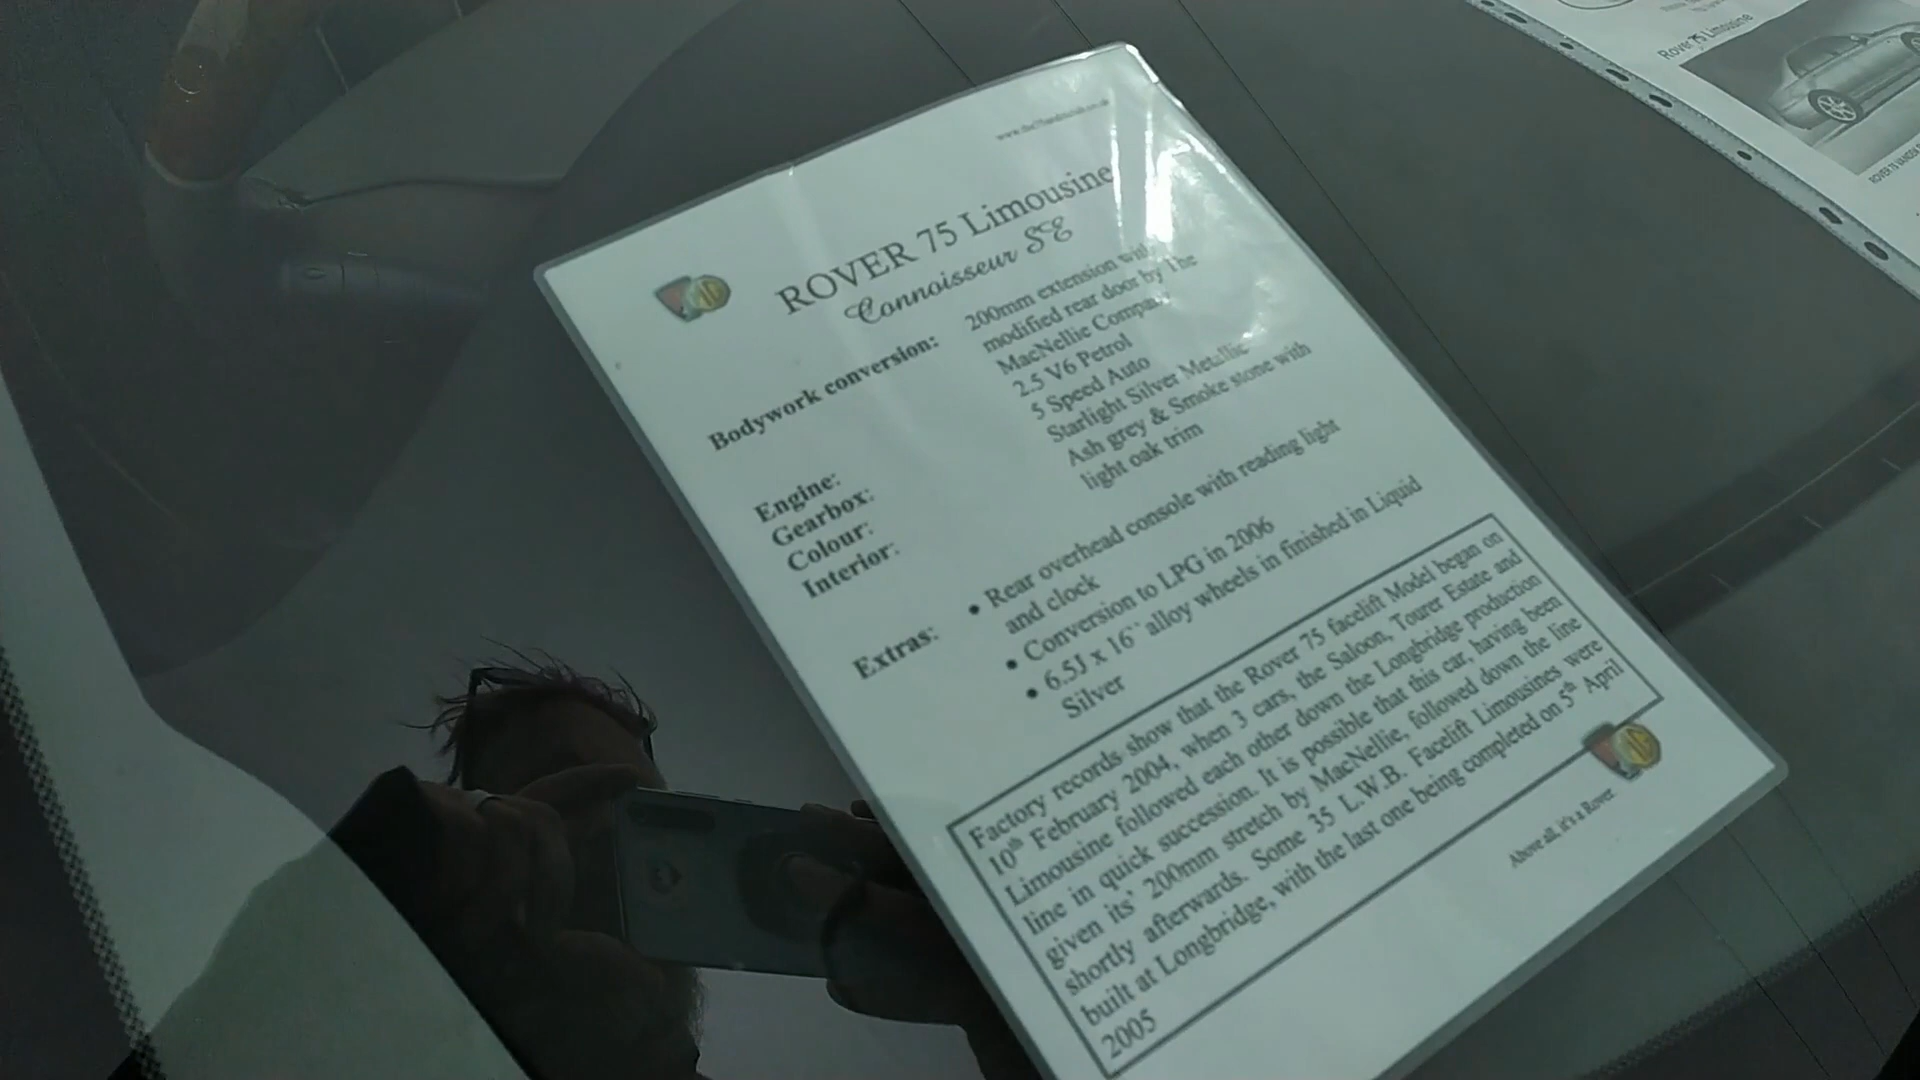 ROVER 75 Limousine
Connoisseur SE
Bodywork conversion: 200mm extension with
modified rear door by The
MacNellie Company
Engine: 2.5 V6 Petrol
Gearbox: 5 Speed Auto
Colour: Starlight Silver Metallic
Interior: Ash grey & Smoke stone with
light oak trim
Extras: • Rear overhead console with reading light
and clock
• Conversion to LPG in 2006
• 6.5J x 16`` alloy wheels in finished in Liquid
Silver
Factory records show that the Rover 75 facelift Model began on
10th February 2004, when 3 cars, the Saloon, Tourer Estate and
Limousine followed each other down the Longbridge production
line in quick succession. It is possible that this car, having been
given its' 200mm stretch by MacNellie, followed down the line
shortly afterwards. Some 35 L.W.B. Facelift Limousines were
built at Longbridge, with the last one being completed on 5th April
2005
Above all, it's a Rover
Rover 75 Limousine